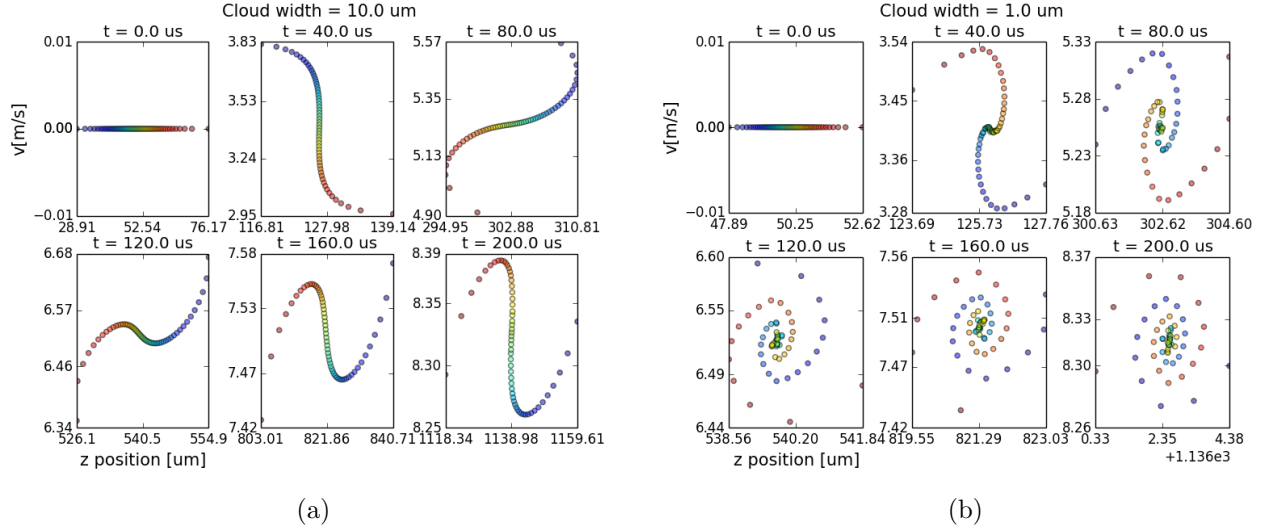 Cloud width = 10.0 um
t = 0.0 us t = 40.0 us t = 80.0 us
0.01 3.83 5.57
3.53 5.35
v[m/s] 0.00
3.24 5.13
−0.01 2.95 4.90
28.91 52.54 76.17 116.81 127.98 139.14 294.95 302.88 310.81
t = 120.0 us t = 160.0 us t = 200.0 us
6.68 7.58 8.39
6.57 7.53 8.35
6.46 7.47 8.30
6.34 7.42 8.25
526.1 540.5 554.9 803.01 821.86 840.71 1118.34 1138.98 1159.61
z position [um]
(a)
Cloud width = 1.0 um
t = 0.0 us t = 40.0 us t = 80.0 us
0.01 3.54 5.33
3.45 5.28
v[m/s] 0.00
3.36 5.23
−0.01 3.28 5.18
47.89 50.25 52.62 123.69 125.73 127.76 300.63 302.62 304.60
t = 120.0 us t = 160.0 us t = 200.0 us
6.60 7.56 8.37
6.55 7.51 8.33
6.49 7.47 8.30
6.44 7.42 8.26
538.56 540.20 541.84 819.55 821.29 823.03 0.33 2.35 4.38
z position [um] +1.136e3
(b)